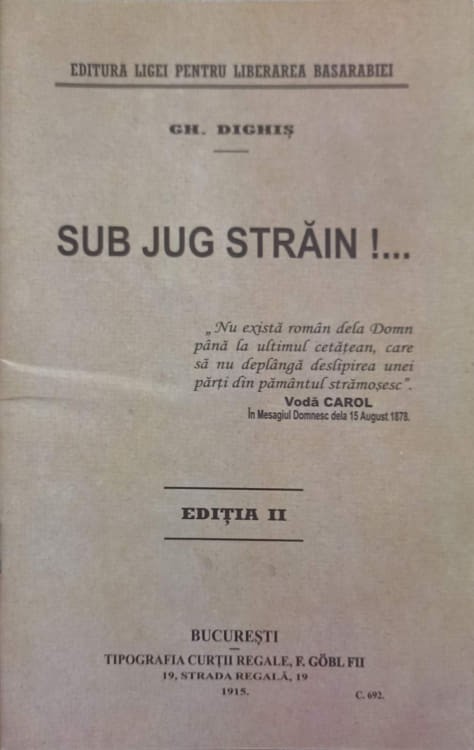 EDITURA LIGEI PENTRU LIBERAREA BASARABIEI
GH. DIGHIȘ
SUB JUG STRĂIN !...
„Nu există român dela Domn
până la ultimul cetățean, care
să nu deplângă deslipirea unei
părți din pământul strămoșesc”.
Vodă CAROL
În Mesagiul Domnesc dela 15 August 1878.
EDIȚIA II
BUCUREȘTI
TIPOGRAFIA CURȚII REGALE, F. GÖBL FII
19, STRADA REGALĂ, 19
1915.
C. 692.